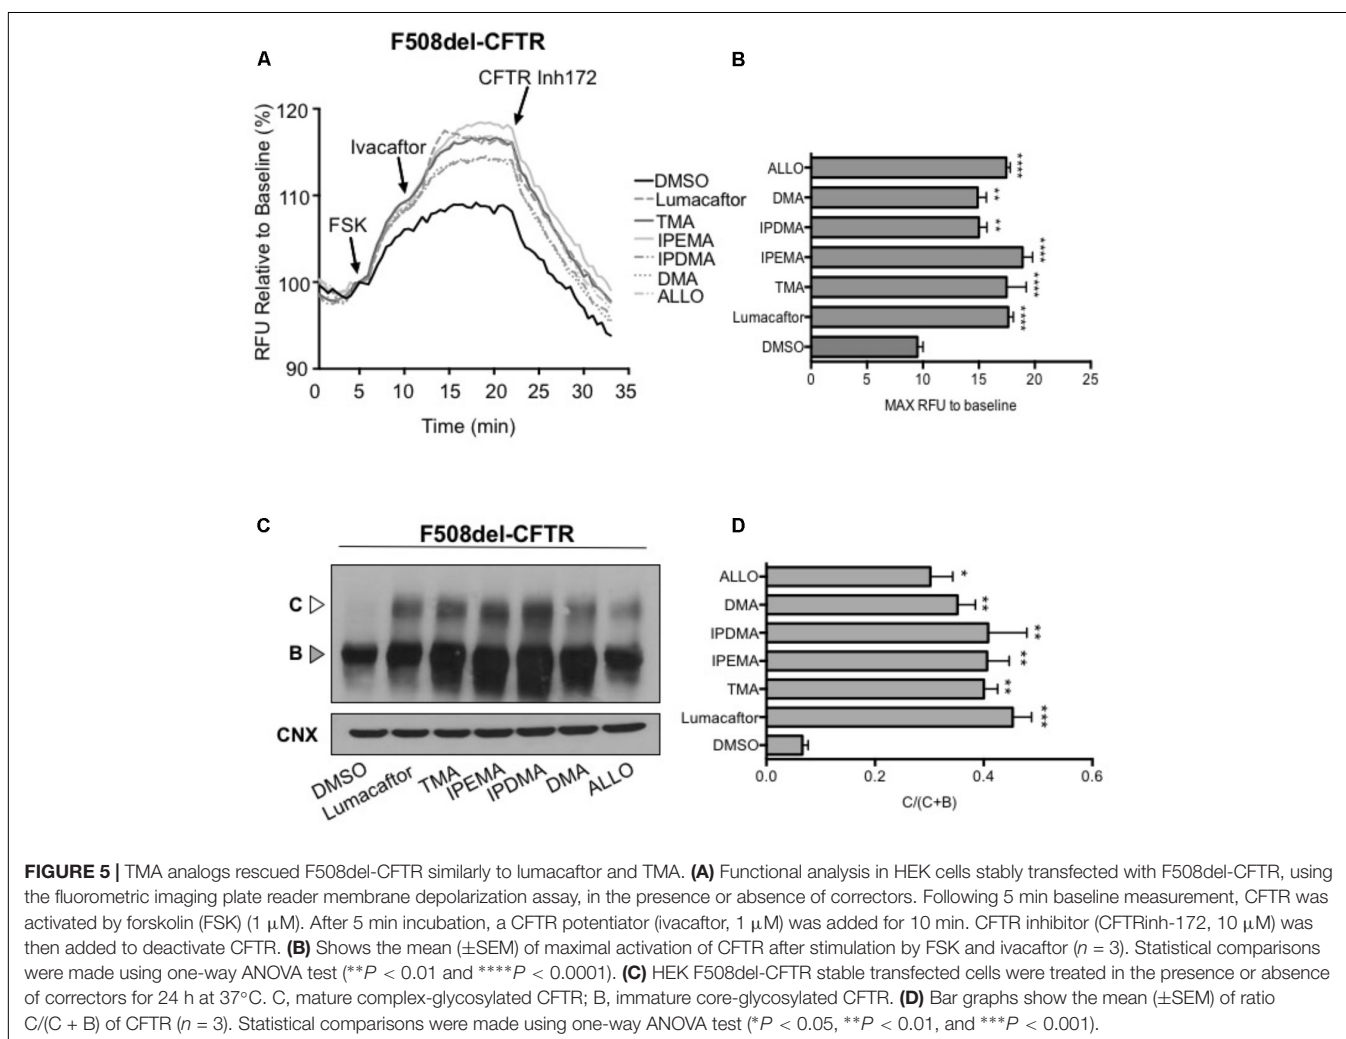 F508del-CFTR
A
CFTR Inh172
RFU Relative to Baseline (%)
120
110
100
90
Ivacaftor
FSK
0 5 10 15 20 25 30 35
Time (min)
DMSO
Lumacaftor
TMA
IPEMA
IPDMA
DMA
ALLO
B
ALLO ****
DMA **
IPDMA **
IPEMA ****
TMA ****
Lumacaftor ****
DMSO
0 5 10 15 20 25
MAX RFU to baseline
C
F508del-CFTR
C
B
CNX
DMSO Lumacaftor TMA IPEMA IPDMA DMA ALLO
D
ALLO *
DMA **
IPDMA **
IPEMA **
TMA **
Lumacaftor ***
DMSO
0.0 0.2 0.4 0.6
C/(C+B)
FIGURE 5 | TMA analogs rescued F508del-CFTR similarly to lumacaftor and TMA. (A) Functional analysis in HEK cells stably transfected with F508del-CFTR, using
the fluorometric imaging plate reader membrane depolarization assay, in the presence or absence of correctors. Following 5 min baseline measurement, CFTR was
activated by forskolin (FSK) (1 μM). After 5 min incubation, a CFTR potentiator (ivacaftor, 1 μM) was added for 10 min. CFTR inhibitor (CFTRinh-172, 10 μM) was
then added to deactivate CFTR. (B) Shows the mean (±SEM) of maximal activation of CFTR after stimulation by FSK and ivacaftor (n = 3). Statistical comparisons
were made using one-way ANOVA test (**P < 0.01 and ****P < 0.0001). (C) HEK F508del-CFTR stable transfected cells were treated in the presence or absence
of correctors for 24 h at 37°C. C, mature complex-glycosylated CFTR; B, immature core-glycosylated CFTR. (D) Bar graphs show the mean (±SEM) of ratio
C/(C + B) of CFTR (n = 3). Statistical comparisons were made using one-way ANOVA test (*P < 0.05, **P < 0.01, and ***P < 0.001).